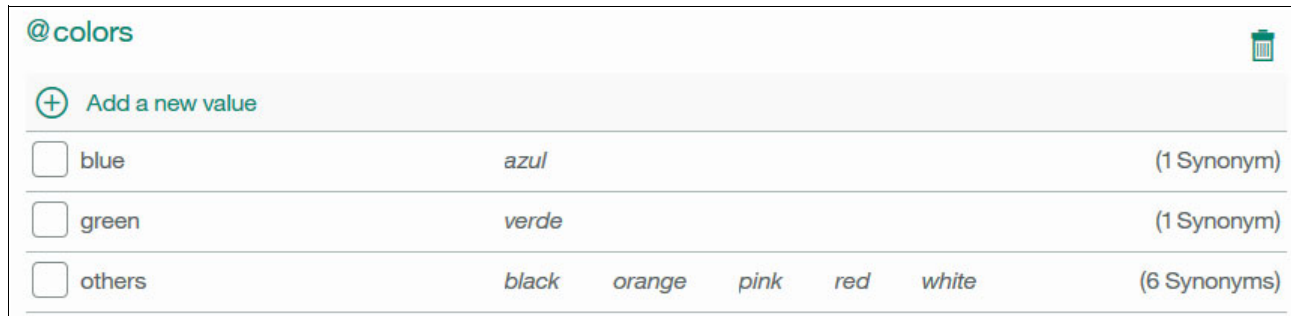 @colors
Add a new value
blue azul (1 Synonym)
green verde (1 Synonym)
others black orange pink red white (6 Synonyms)